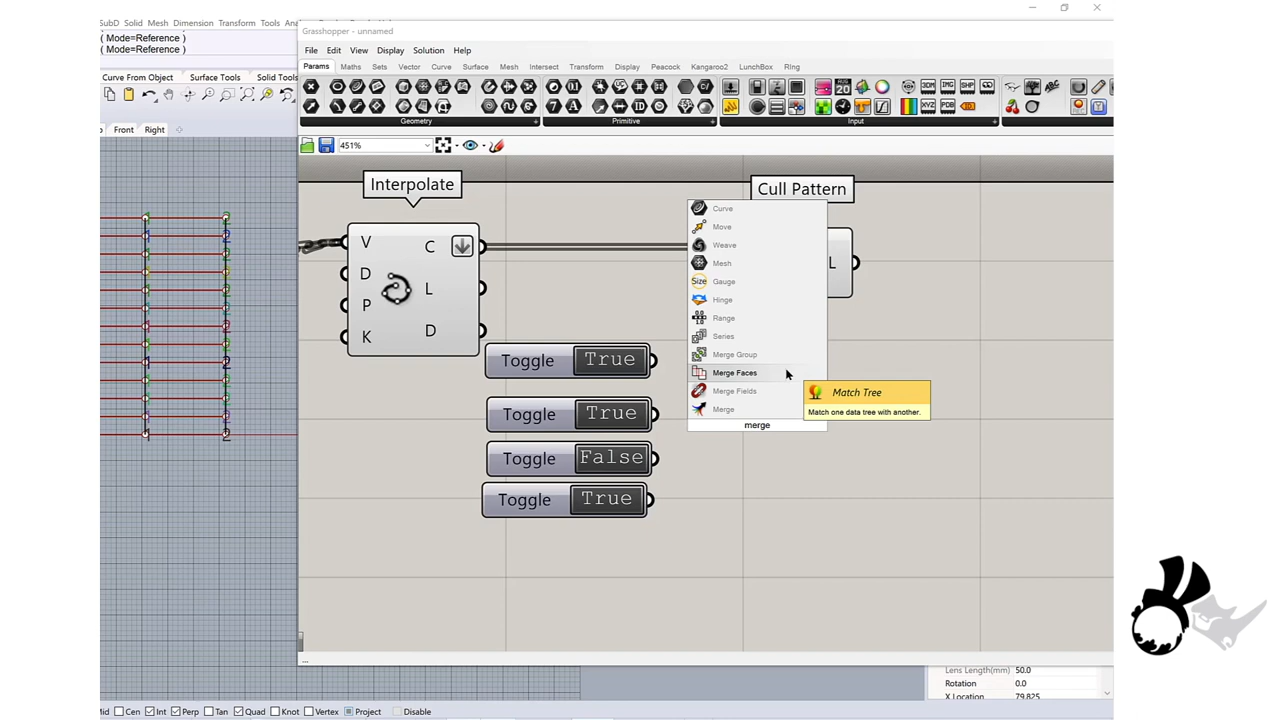 SubD Solid Mesh Dimension Transform Tools
( Mode=Reference )
( Mode=Reference )
Curve From Object Surface Tools Solid Tools
Front Right
Grasshopper - unnamed
File Edit View Display Solution Help
Params Maths Sets Vector Curve Surface Mesh Intersect Transform Display Peacock Kangaroo2 LunchBox RIng
Geometry Primitive Input
451%
Interpolate
Cull Pattern
V C
D L
P D
K
L
Toggle True
Toggle True
Toggle False
Toggle True
Curve
Move
Weave
Mesh
Size Gauge
Hinge
Range
Series
Merge Group
Merge Faces
Merge Fields
Merge
merge
Match Tree
Match one data tree with another.
...
Lens Length(mm) 50.0
Rotation 0.0
X Location 79.825
Mid Cen Int Perp Tan Quad Knot Vertex Project Disable